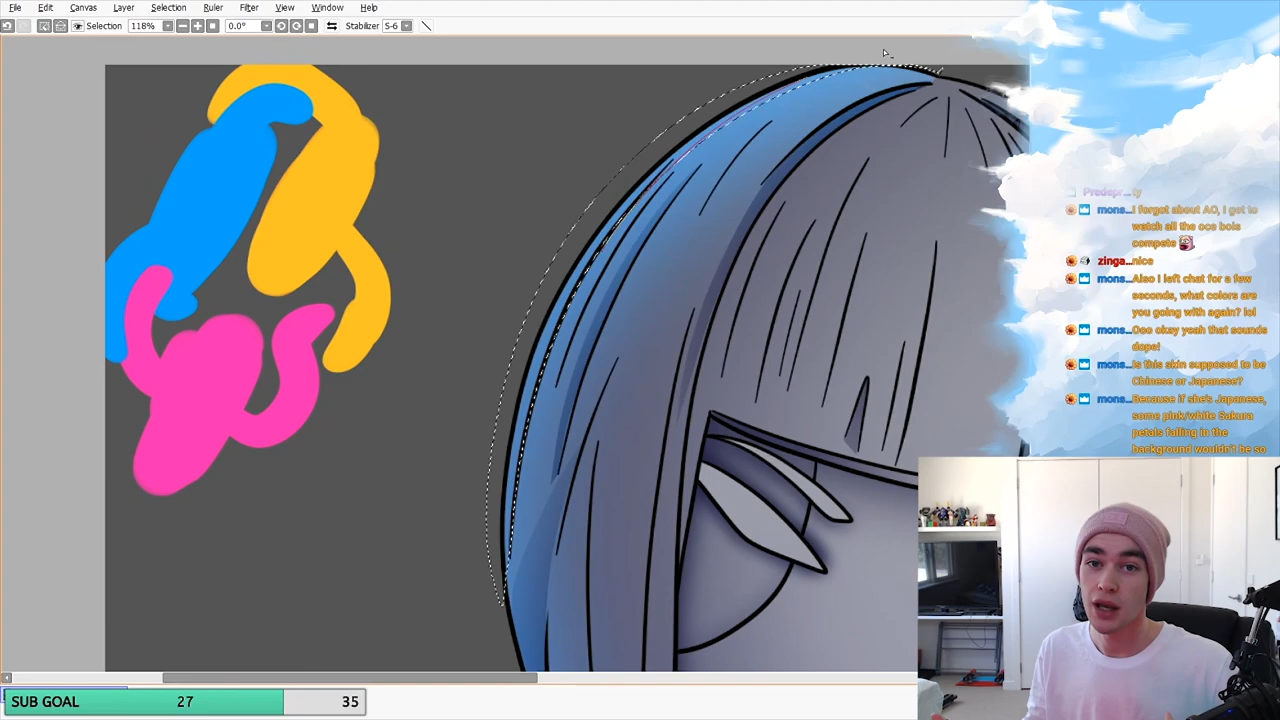 File Edit Canvas Layer Selection Ruler Filter View Window Help
Selection 118% 0.0° Stabilizer S-6
Predepr... ty
mons... I forgot about AO, I got to
watch all the oce bois
compete
zinga... nice
mons... Also I left chat for a few
seconds, what colors are
you going with again? lol
mons... Ooo okay yeah that sounds
dope!
mons... Is this skin supposed to be
Chinese or Japanese?
mons... Because if she's Japanese,
some pink/white Sakura
petals falling in the
background wouldn't be so
SUB GOAL 27 35